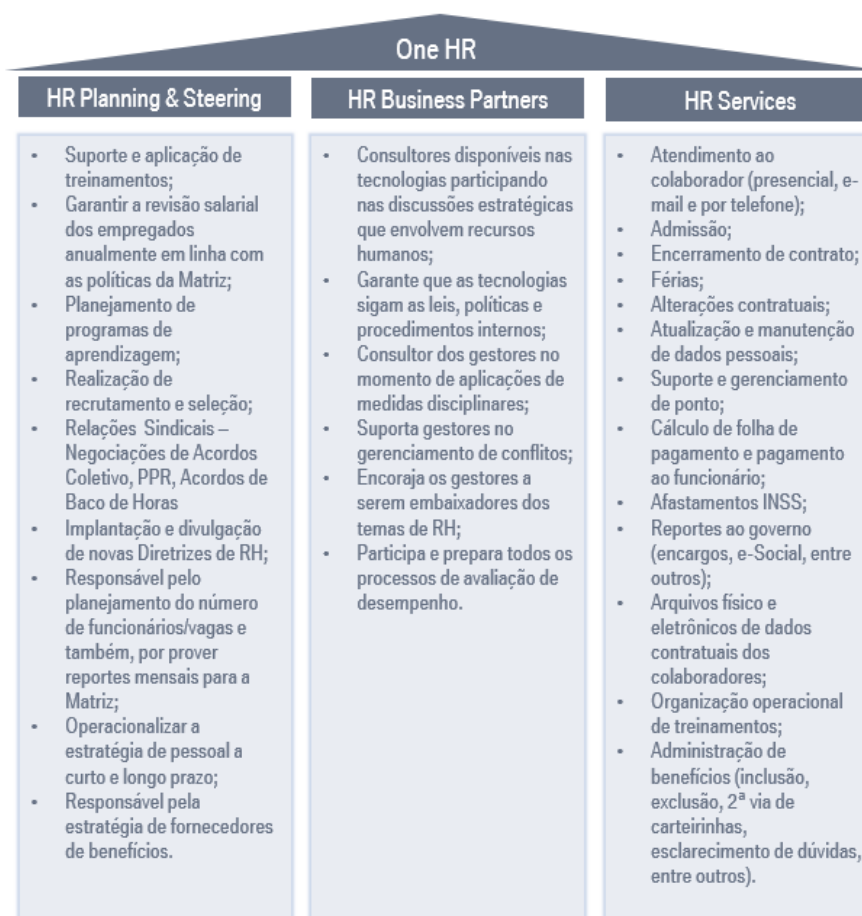 One HR
HR Planning & Steering
Suporte e aplicação de
treinamentos;
Garantir a revisão salarial
dos empregados
anualmente em linha com
as políticas da Matriz;
Planejamento de
programas de
aprendizagem;
Realização de
recrutamento e seleção;
Relações Sindicais –
Negociações de Acordos
Coletivo, PPR, Acordos de
Baco de Horas
Implantação e divulgação
de novas Diretrizes de RH;
Responsável pelo
planejamento do número
de funcionários/vagas e
também, por prover
reportes mensais para a
Matriz;
Operacionalizar a
estratégia de pessoal a
curto e longo prazo;
Responsável pela
estratégia de fornecedores
de benefícios.
HR Business Partners
Consultores disponíveis nas
tecnologias participando
nas discussões estratégicas
que envolvem recursos
humanos;
Garante que as tecnologias
sigam as leis, políticas e
procedimentos internos;
Consultor dos gestores no
momento de aplicações de
medidas disciplinares;
Suporta gestores no
gerenciamento de conflitos;
Encoraja os gestores a
serem embaixadores dos
temas de RH;
Participa e prepara todos os
processos de avaliação de
desempenho.
HR Services
Atendimento ao
colaborador (presencial, e-
mail e por telefone);
Admissão;
Encerramento de contrato;
Férias;
Alterações contratuais;
Atualização e manutenção
de dados pessoais;
Suporte e gerenciamento
de ponto;
Cálculo de folha de
pagamento e pagamento
ao funcionário;
Afastamentos INSS;
Reportes ao governo
(encargos, e-Social, entre
outros);
Arquivos físico e
eletrônicos de dados
contratuais dos
colaboradores;
Organização operacional
de treinamentos;
Administração de
benefícios (inclusão,
exclusão, 2ª via de
carteirinhas,
esclarecimento de dúvidas,
entre outros).